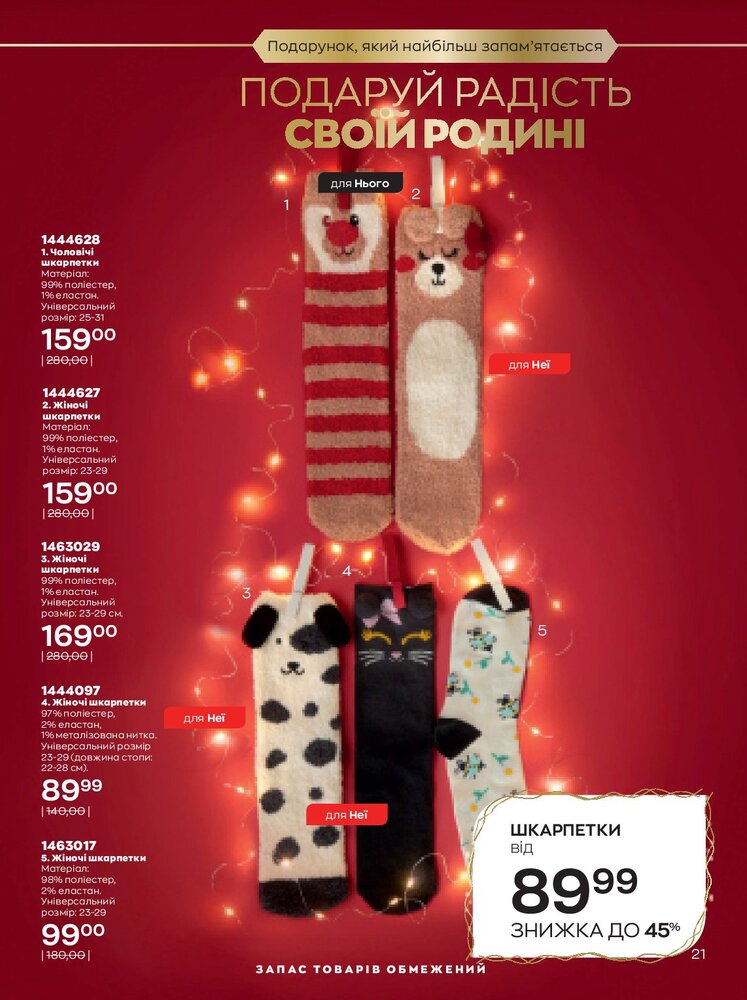 Подарунок, який найбільш запам'ятається
ПОДАРУЙ РАДІСТЬ
СВОЇЙ РОДИНІ
для Нього
1
2
1444628
1. Чоловічі
шкарпетки
Матеріал:
99% поліестер,
1% еластан.
Універсальний
розмір: 25-31
159⁰⁰
|280,00|
для Неї
1444627
2. Жіночі
шкарпетки
Матеріал:
99% поліестер,
1% еластан.
Універсальний
розмір: 23-29
159⁰⁰
|280,00|
1463029
3. Жіночі
шкарпетки
99% поліестер,
1% еластан.
Універсальний
розмір: 23-29 см.
169⁰⁰
|280,00|
3
4
5
1444097
4. Жіночі шкарпетки
97% поліестер,
2% еластан,
1% металізована нитка.
Універсальний розмір
23-29 (довжина стопи:
22-28 см).
89⁹⁹
|140,00|
для Неї
для Неї
1463017
5. Жіночі шкарпетки
Матеріал:
98% поліестер,
2% еластан.
Універсальний
розмір: 23-29
99⁰⁰
|180,00|
ШКАРПЕТКИ
від
89⁹⁹
ЗНИЖКА ДО 45%
21
ЗАПАС ТОВАРІВ ОБМЕЖЕНИЙ